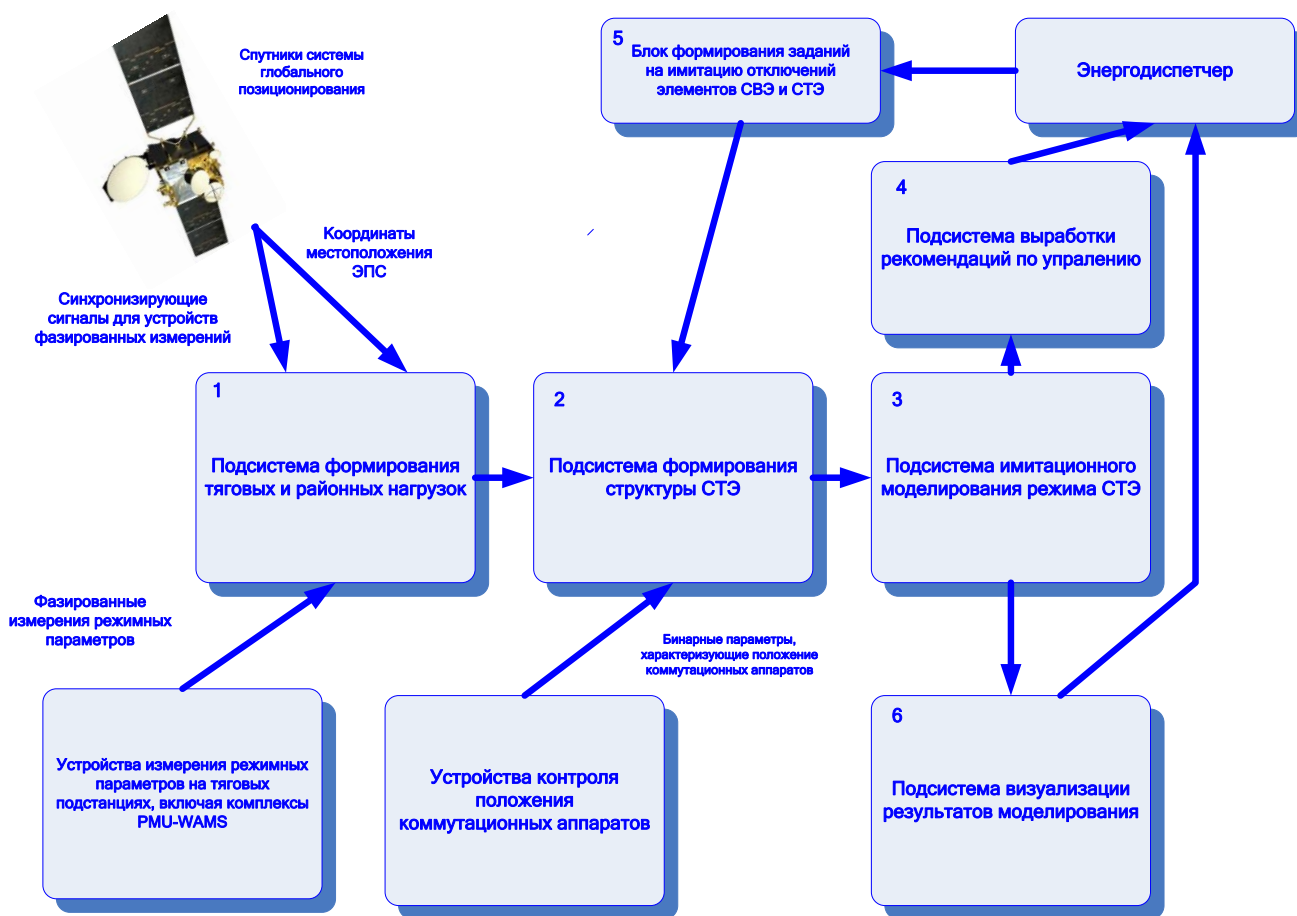 Спутники системы
глобального
позиционирования
5
Блок формирования заданий
на имитацию отключений
элементов СВЭ и СТЭ
Энергодиспетчер
4
Подсистема выработки
рекомендаций по упралению
Координаты
местоположения
ЭПС
Синхронизирующие
сигналы для устройств
фазированных измерений
1
Подсистема формирования
тяговых и районных нагрузок
2
Подсистема формирования
структуры СТЭ
3
Подсистема имитационного
моделирования режима СТЭ
Фазированные
измерения режимных
параметров
Бинарные параметры,
характеризующие положение
коммутационных аппаратов
Устройства измерения режимных
параметров на тяговых
подстанциях, включая комплексы
PMU-WAMS
Устройства контроля
положения
коммутационных аппаратов
6
Подсистема визуализации
результатов моделирования